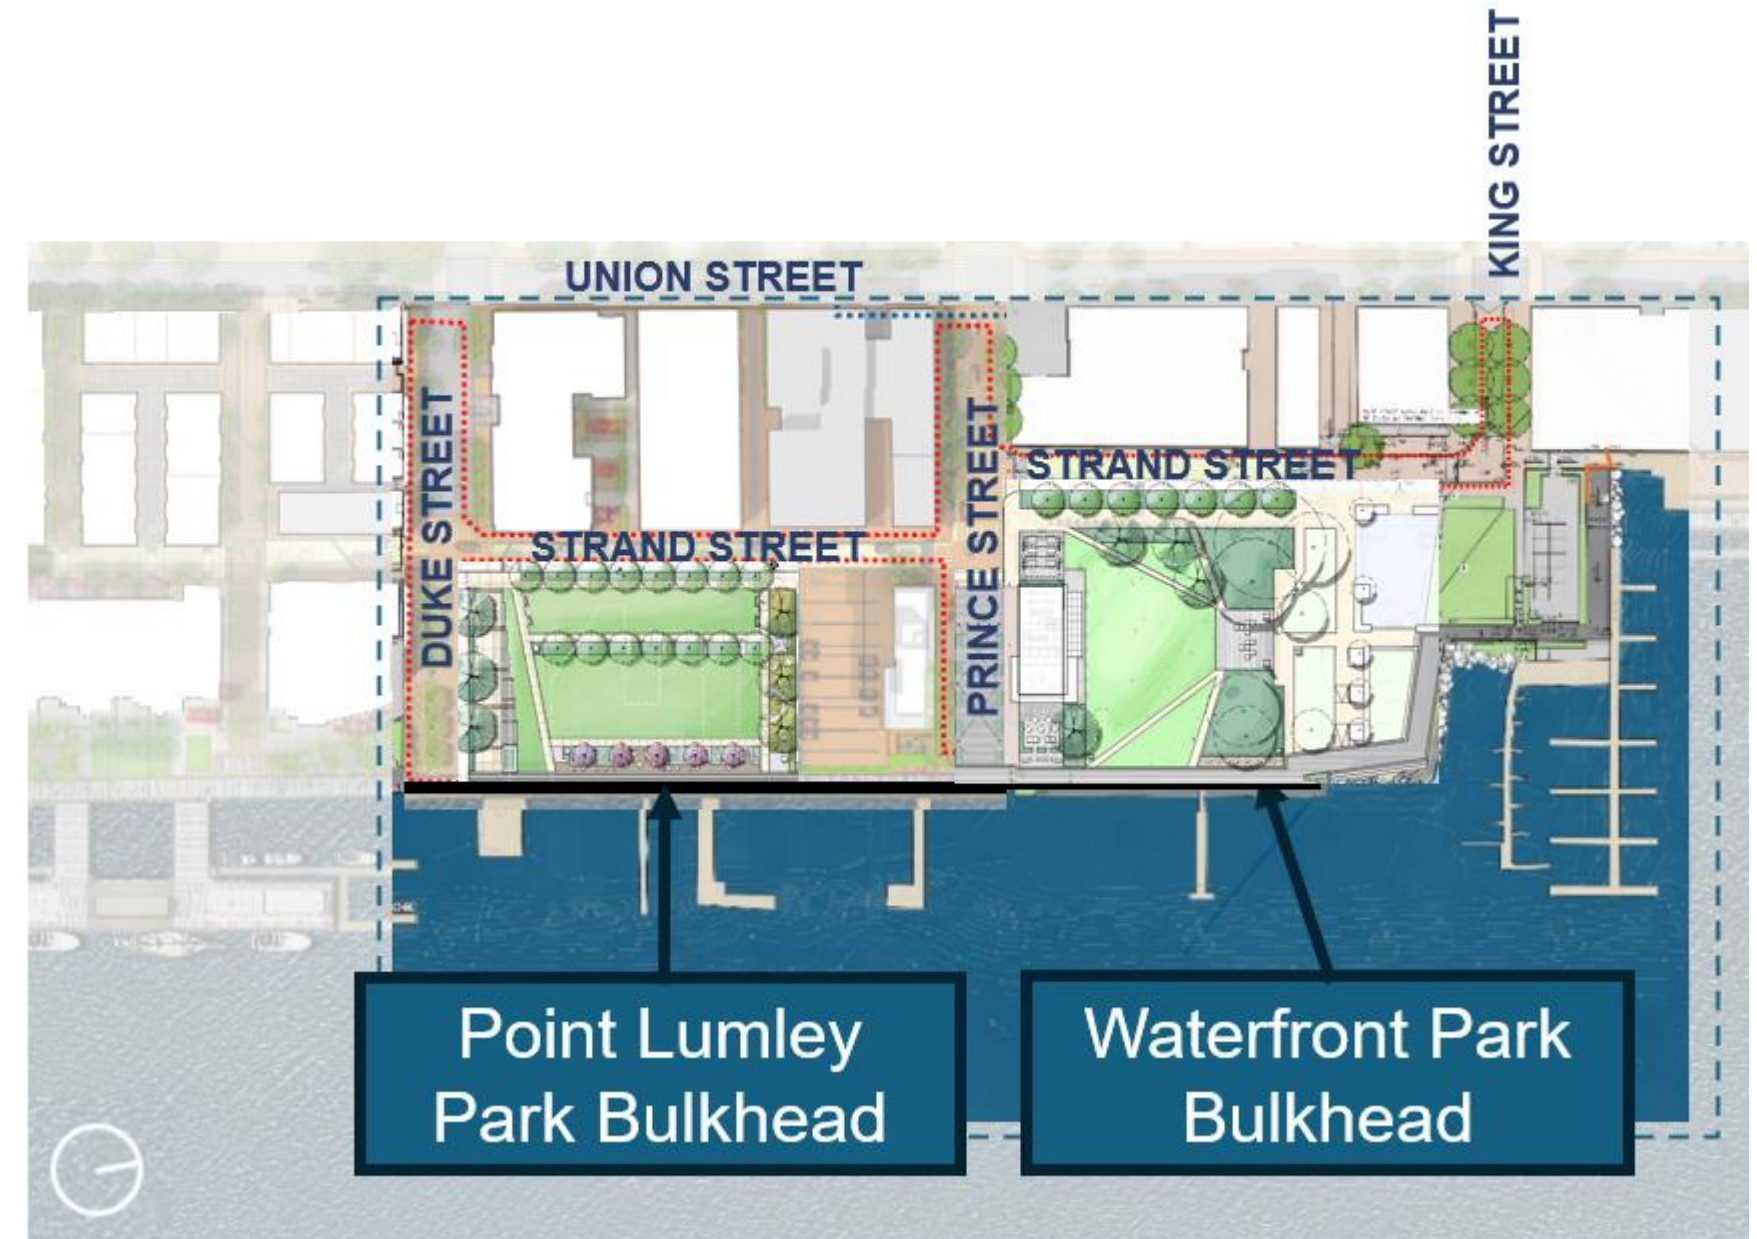 KING STREET
UNION STREET
DUKE STREET
STRAND STREET
PRINCE STREET
STRAND STREET
Point Lumley
Park Bulkhead
Waterfront Park
Bulkhead